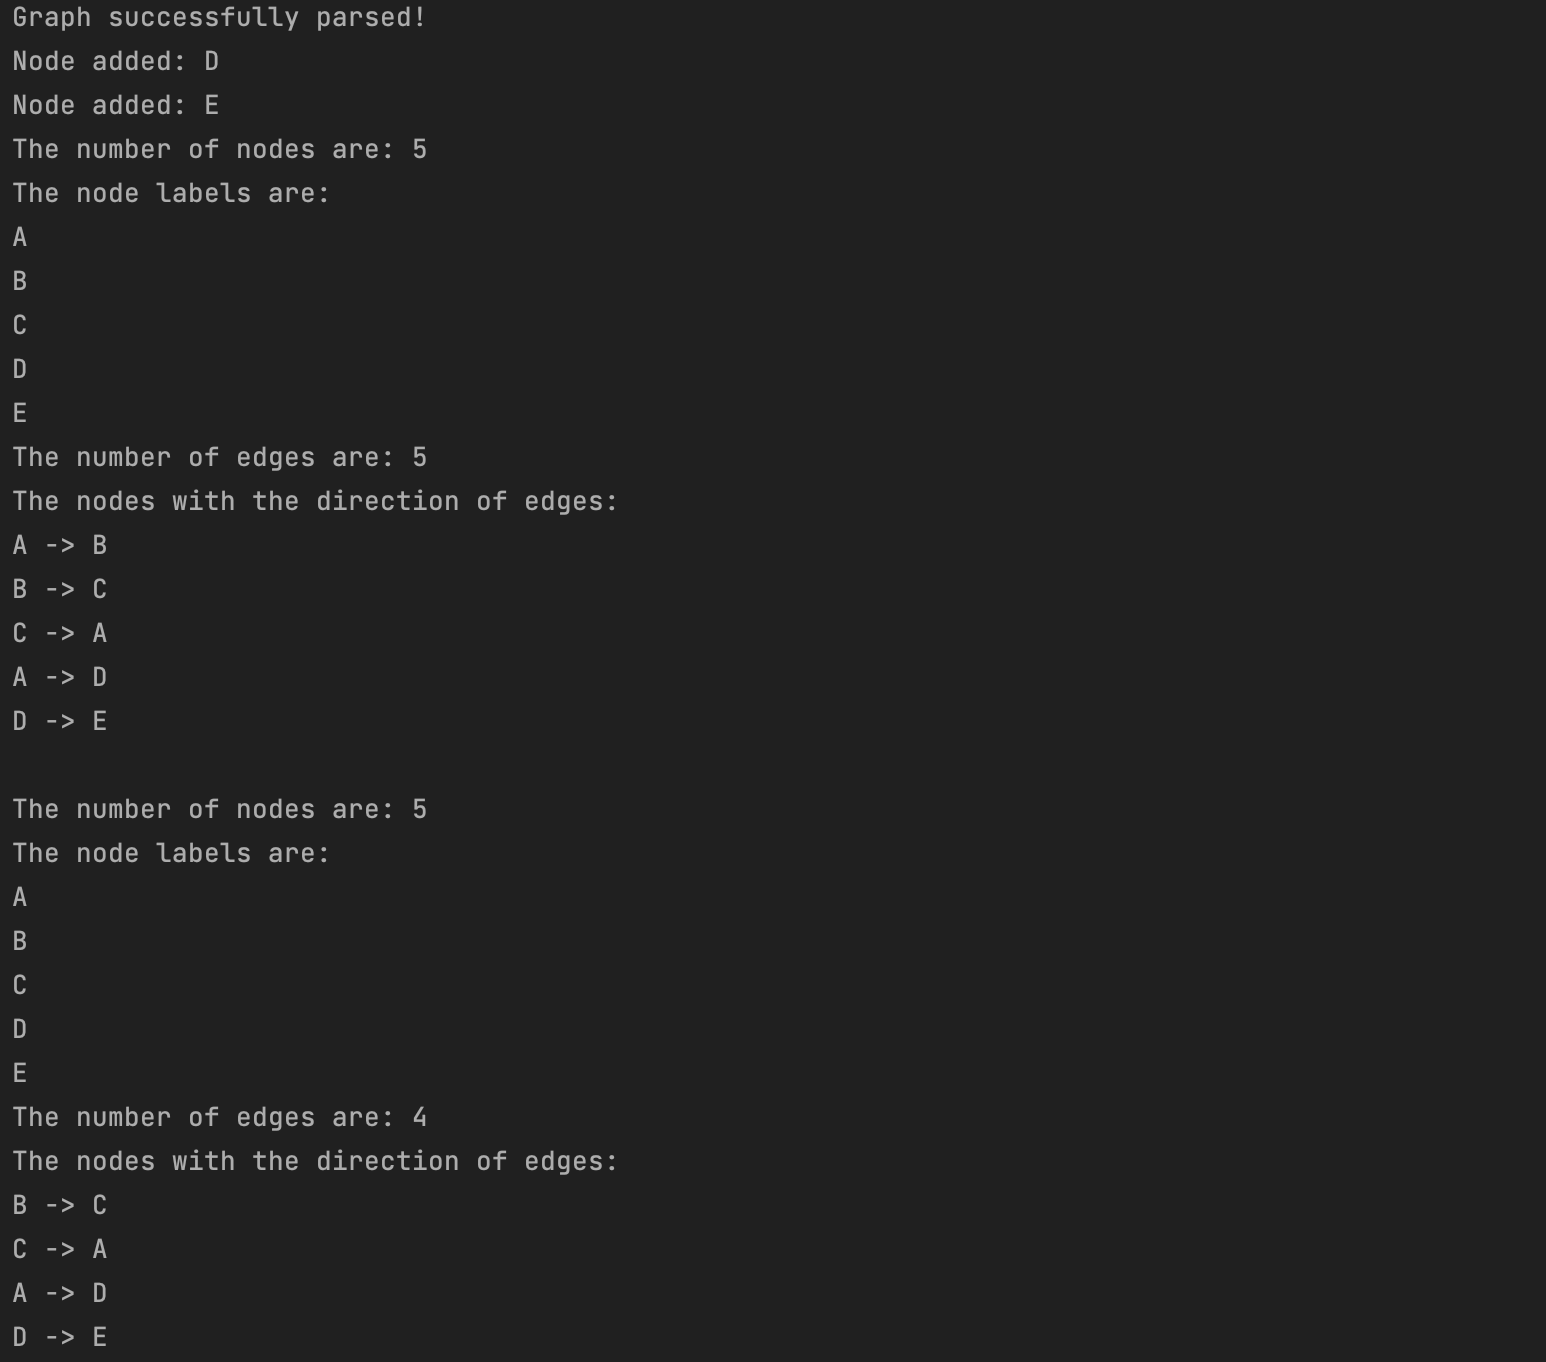 Graph successfully parsed!
Node added: D
Node added: E
The number of nodes are: 5
The node labels are:
A
B
C
D
E
The number of edges are: 5
The nodes with the direction of edges:
A -> B
B -> C
C -> A
A -> D
D -> E

The number of nodes are: 5
The node labels are:
A
B
C
D
E
The number of edges are: 4
The nodes with the direction of edges:
B -> C
C -> A
A -> D
D -> E